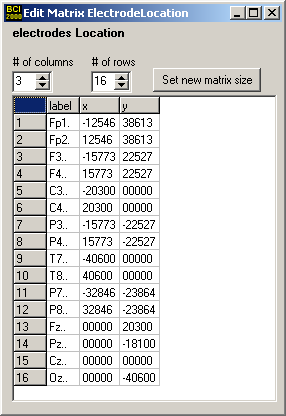 BCI 2000 Edit Matrix ElectrodeLocation
electrodes Location
# of columns # of rows
3 16 Set new matrix size
label x y
1 Fp1. -12546 38613
2 Fp2. 12546 38613
3 F3.. -15773 22527
4 F4.. 15773 22527
5 C3.. -20300 00000
6 C4.. 20300 00000
7 P3.. -15773 -22527
8 P4.. 15773 -22527
9 T7.. -40600 00000
10 T8.. 40600 00000
11 P7.. -32846 -23864
12 P8.. 32846 -23864
13 Fz.. 00000 20300
14 Pz.. 00000 -18100
15 Cz.. 00000 00000
16 Oz.. 00000 -40600